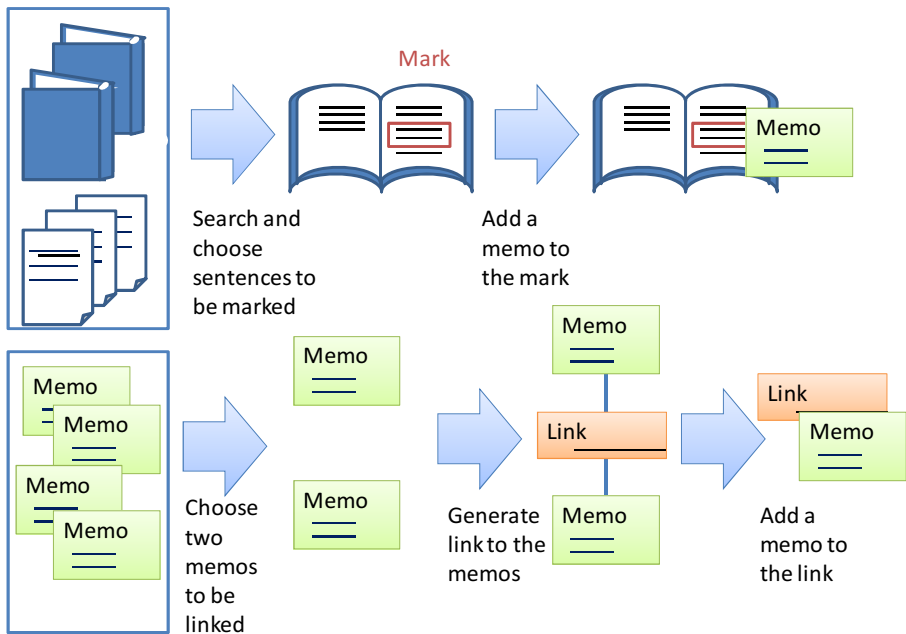 Mark
Memo
Search and
choose
sentences to
be marked
Add a
memo to
the mark
Memo
Memo
Memo
Memo
Choose
two
memos
to be
linked
Memo
Memo
Generate
link to the
memos
Memo
Link
Memo
Add a
memo to
the link
Link
Memo